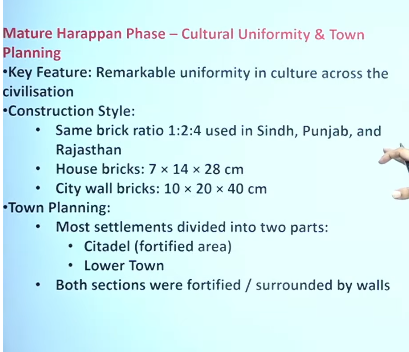 Mature Harappan Phase – Cultural Uniformity & Town
Planning
•Key Feature: Remarkable uniformity in culture across the
civilisation
•Construction Style:
• Same brick ratio 1:2:4 used in Sindh, Punjab, and
Rajasthan
• House bricks: 7 × 14 × 28 cm
• City wall bricks: 10 × 20 × 40 cm
•Town Planning:
• Most settlements divided into two parts:
• Citadel (fortified area)
• Lower Town
• Both sections were fortified / surrounded by walls